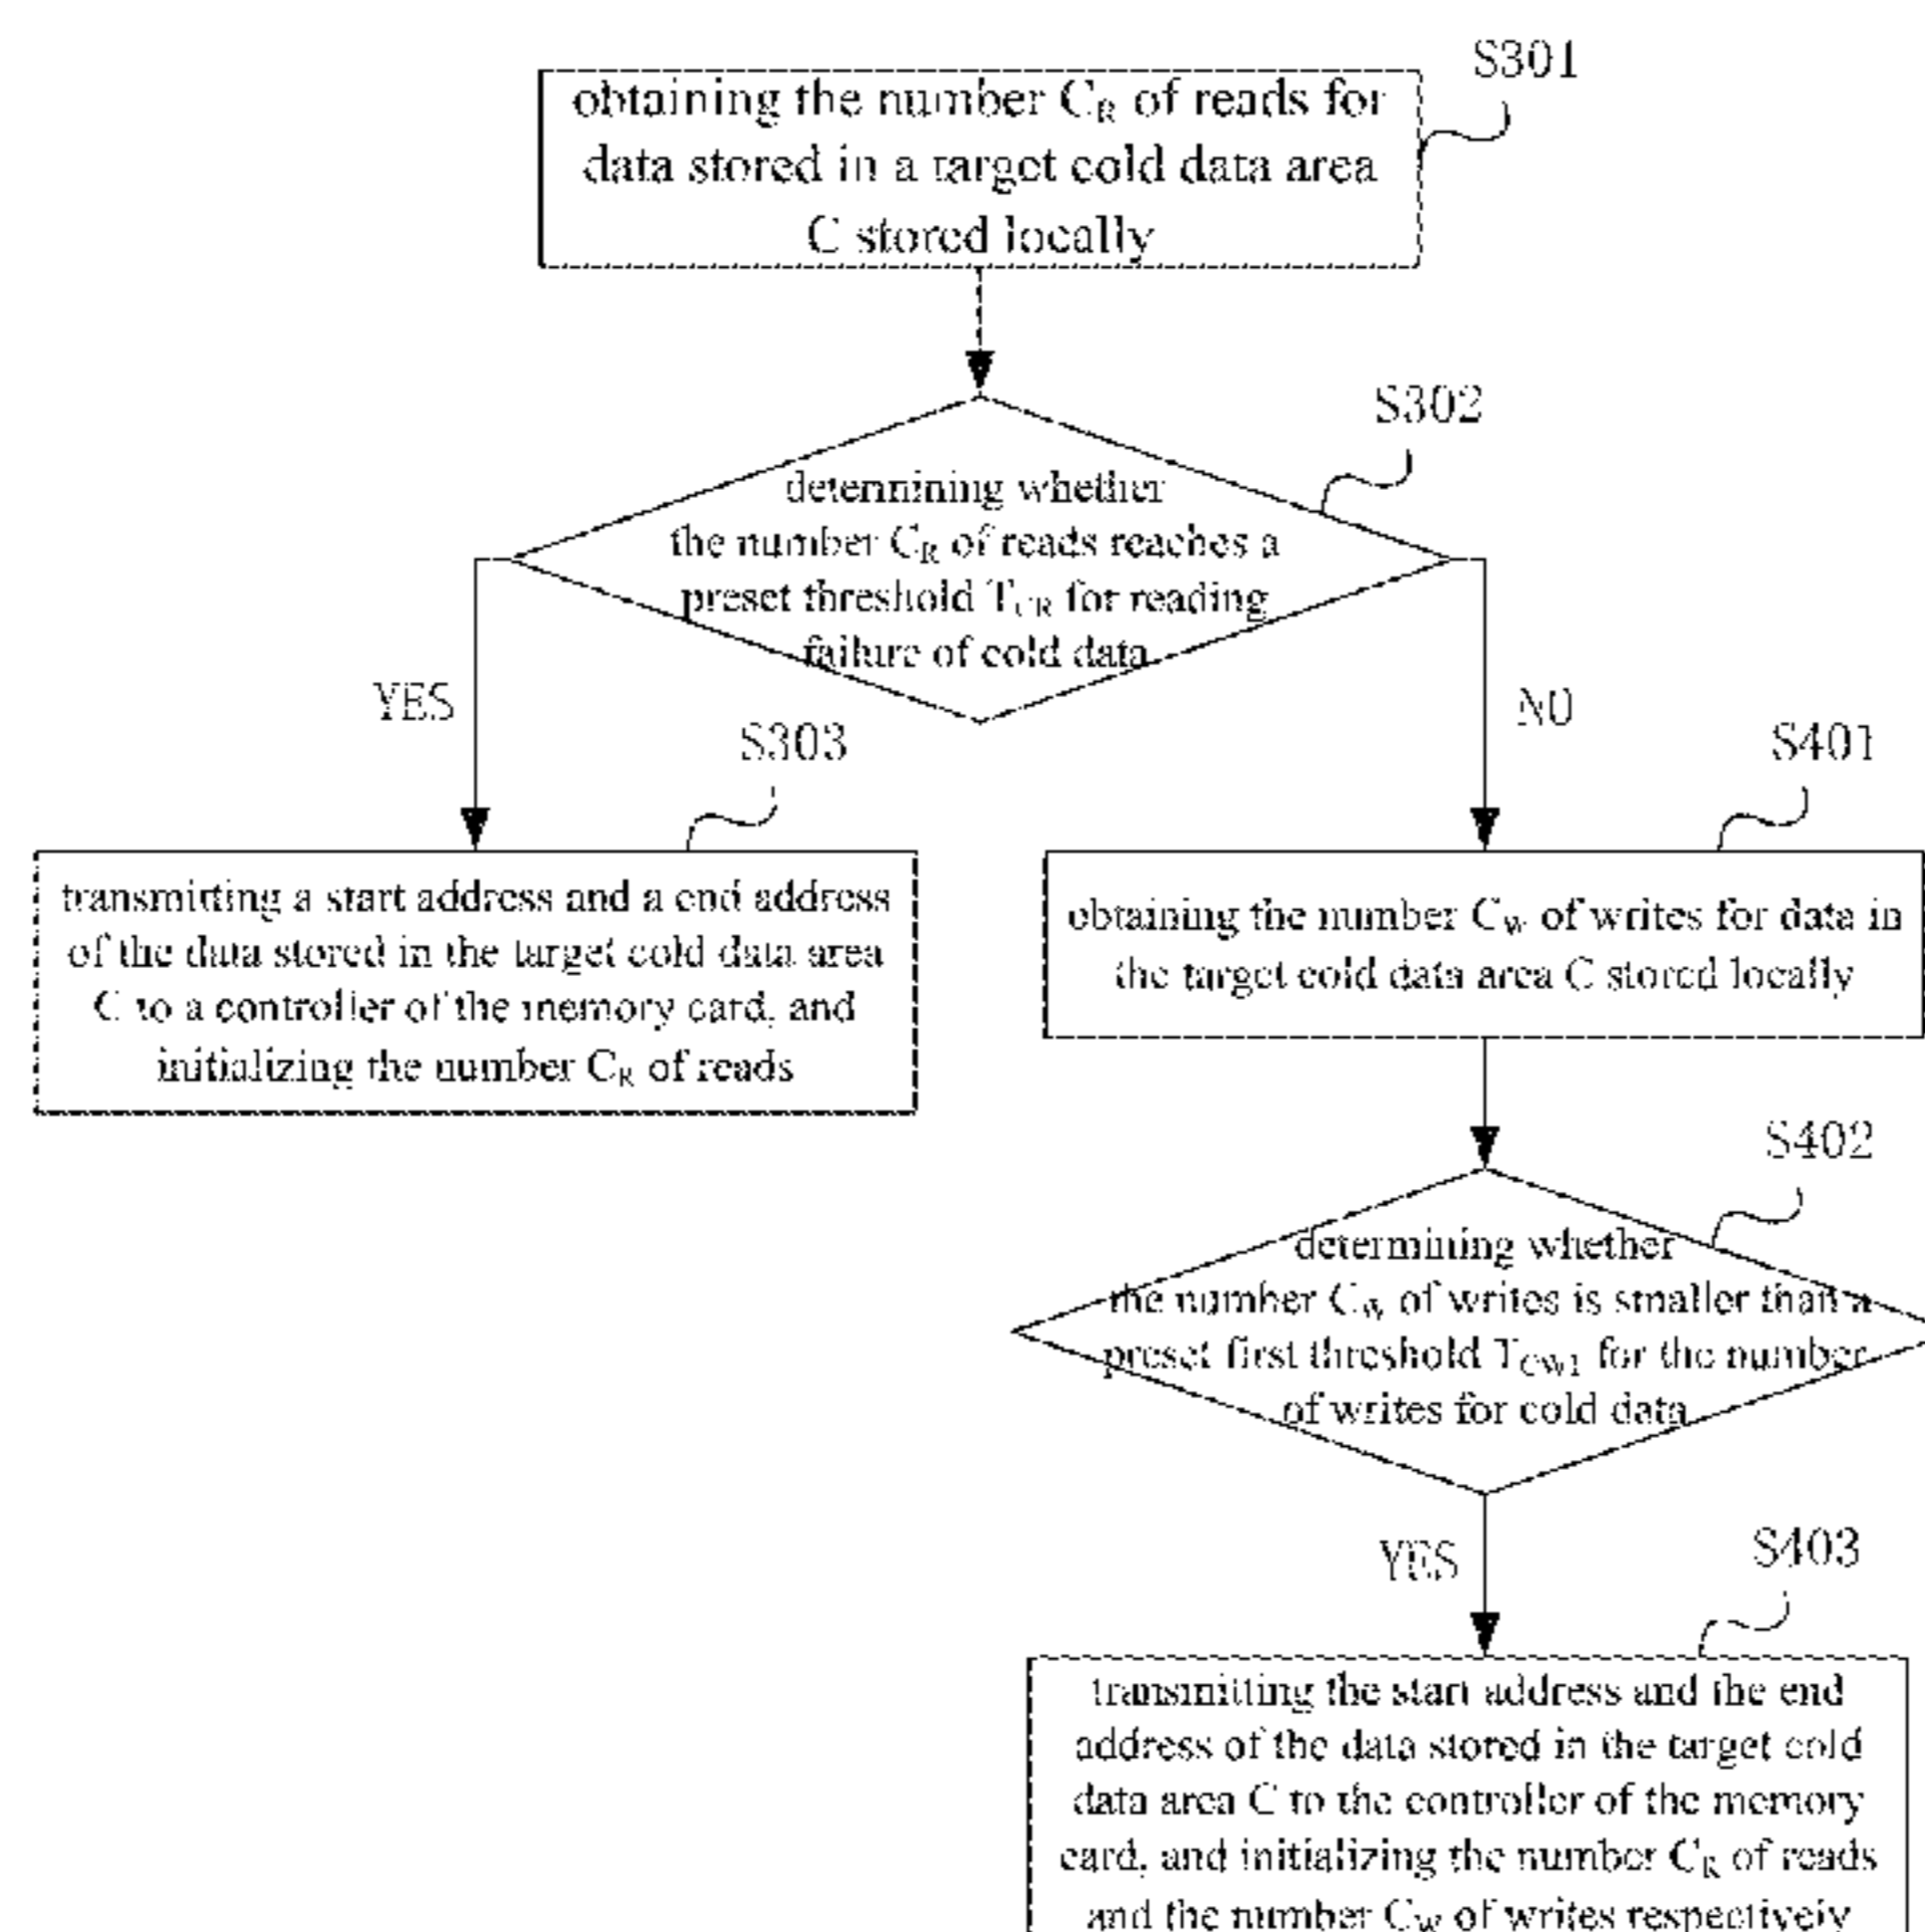 S301
obtaining the number C_R of reads for
data stored in a target cold data area
C stored locally
S302
determining whether
the number C_R of reads reaches a
preset threshold T_CR for reading
failure of cold data
YES
NO
S303
S401
transmitting a start address and a end address
of the data stored in the target cold data area
C to a controller of the memory card, and
initializing the number C_R of reads
obtaining the number C_W of writes for data in
the target cold data area C stored locally
S402
determining whether
the number C_W of writes is smaller than a
preset first threshold T_CW1 for the number
of writes for cold data
YES
S403
transmitting the start address and the end
address of the data stored in the target cold
data area C to the controller of the memory
card, and initializing the number C_R of reads
and the number C_W of writes respectively